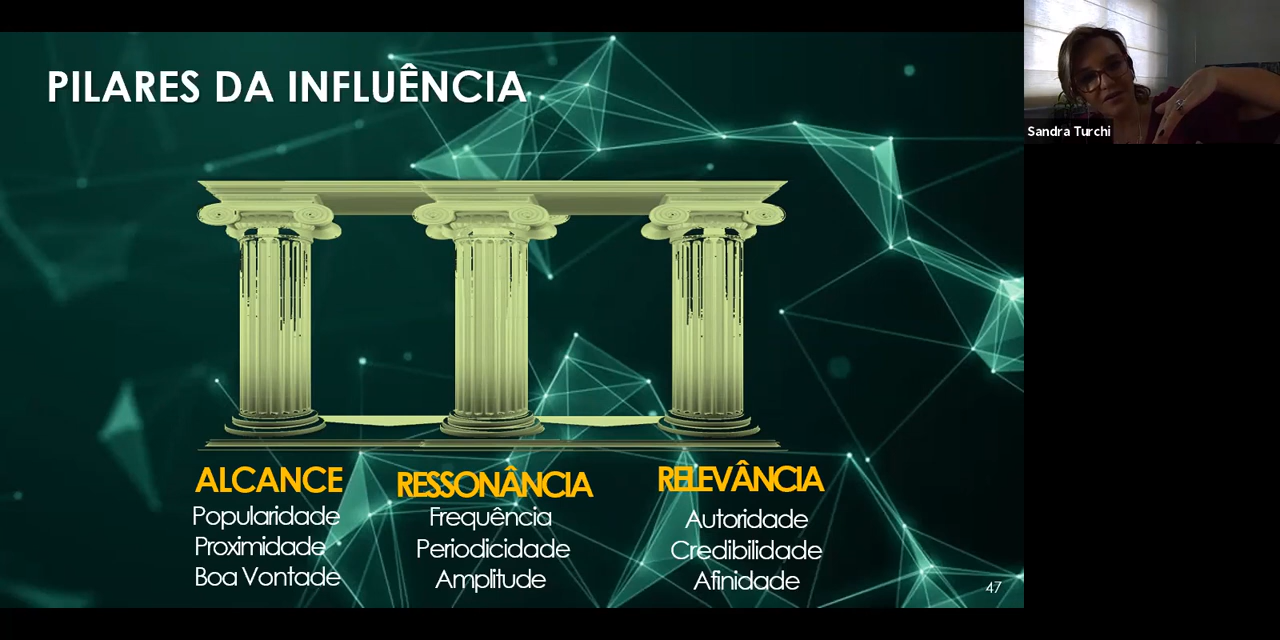 PILARES DA INFLUÊNCIA
Sandra Turchi
ALCANCE
Popularidade
Proximidade
Boa Vontade
RESSONÂNCIA
Frequência
Periodicidade
Amplitude
RELEVÂNCIA
Autoridade
Credibilidade
Afinidade
47